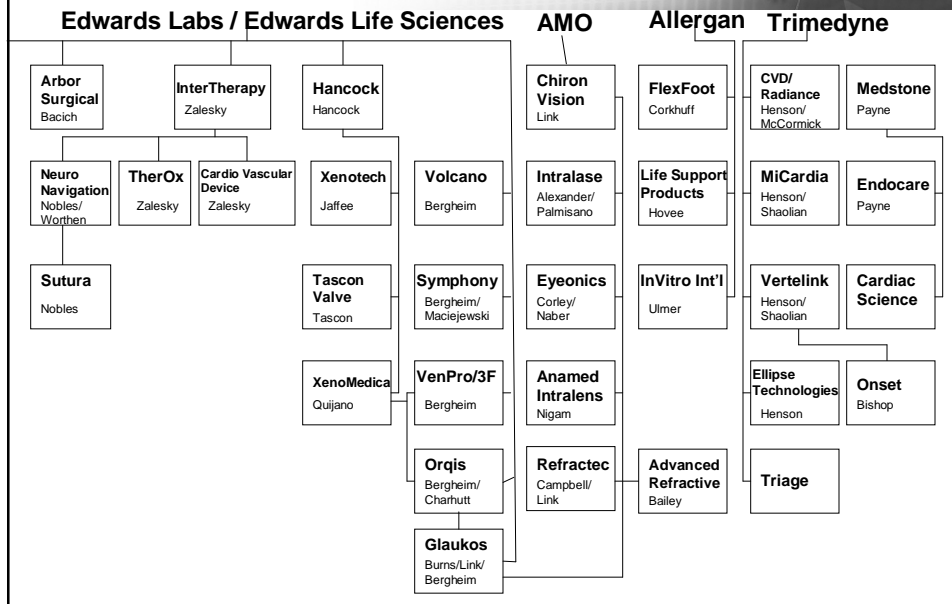 Edwards Labs / Edwards Life Sciences
AMO
Allergan
Trimedyne
Arbor
Surgical
Bacich
InterTherapy
Zalesky
Hancock
Hancock
Chiron
Vision
Link
FlexFoot
Corkhuff
CVD/
Radiance
Henson/
McCormick
Medstone
Payne
Neuro
Navigation
Nobles/
Worthen
TherOx
Zalesky
Cardio Vascular
Device
Zalesky
Xenotech
Jaffee
Volcano
Bergheim
Intralase
Alexander/
Palmisano
Life Support
Products
Hovee
MiCardia
Henson/
Shaolian
Endocare
Payne
Sutura
Nobles
Tascon
Valve
Tascon
Symphony
Bergheim/
Maciejewski
Eyeonics
Corley/
Naber
InVitro Int'l
Ulmer
Vertelink
Henson/
Shaolian
Cardiac
Science
XenoMedica
Quijano
VenPro/3F
Bergheim
Anamed
Intralens
Nigam
Ellipse
Technologies
Henson
Onset
Bishop
Orqis
Bergheim/
Charhutt
Refractec
Campbell/
Link
Advanced
Refractive
Bailey
Triage
Glaukos
Burns/Link/
Bergheim